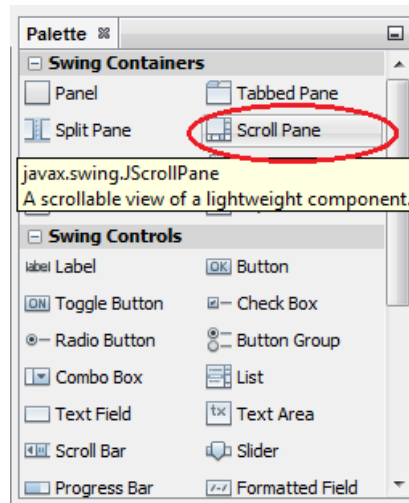 Palette
Swing Containers
Panel Tabbed Pane
Split Pane Scroll Pane
javax.swing.JScrollPane
A scrollable view of a lightweight component.
Swing Controls
label Label OK Button
ON Toggle Button Check Box
Radio Button Button Group
Combo Box List
Text Field tx Text Area
Scroll Bar Slider
Progress Bar Formatted Field